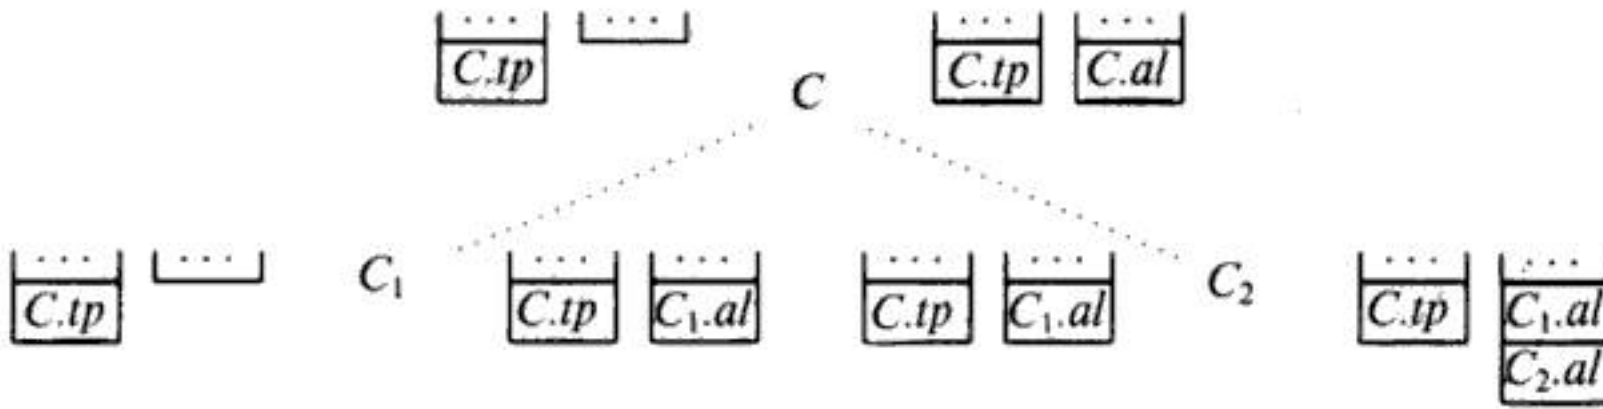 ... ... ... ...
C.tp C C.tp C.al
... ... C₁ ... ... ... ... C₂ ... ...
C.tp C.tp C₁.al C.tp C₁.al C.tp C₁.al
C₂.al